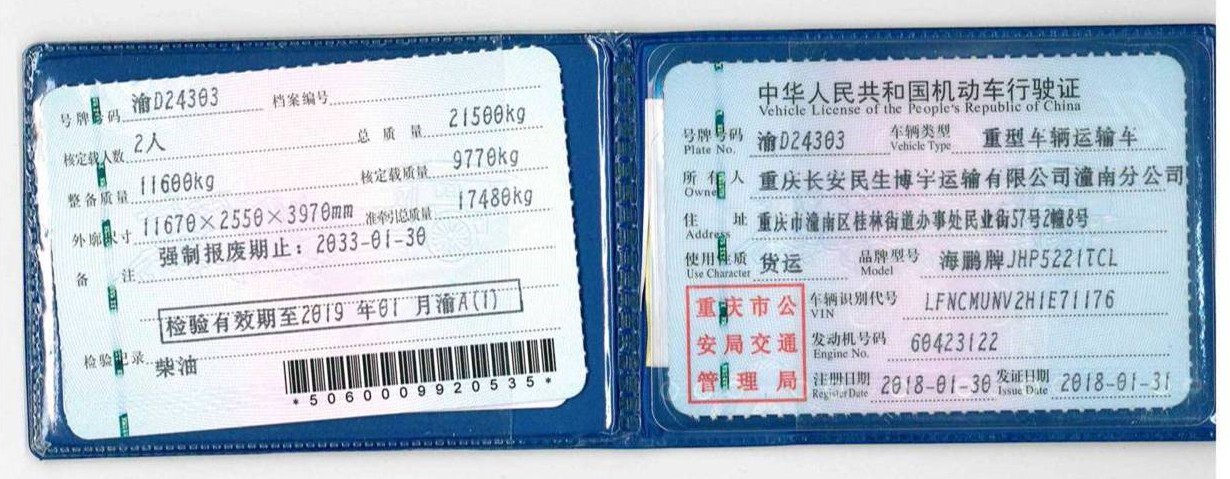 号牌号码 渝D24303 档案编号
核定载人数 2人 总质量 21500kg
整备质量 11600kg 核定载质量 9770kg
外廓尺寸 11670×2550×3970mm 准牵引总质量 17480kg
备注 强制报废期止：2033-01-30
检验有效期至2019 年01 月渝A(1)
检验记录 柴油
*5060009920535*
中华人民共和国机动车行驶证
Vehicle License of the People's Republic of China
号牌号码 渝D24303 车辆类型 重型车辆运输车
Plate No. Vehicle Type
所有人 重庆长安民生博宇运输有限公司潼南分公司
Owner
住址 重庆市潼南区桂林街道办事处民业街57号2幢8号
Address
使用性质 货运 品牌型号 海鹏牌JHP5221TCL
Use Character Model
重庆市公
安局交通
管理局
车辆识别代号 LFNCMUNV2H1E71176
VIN
发动机号码 60423122
Engine No.
注册日期 2018-01-30 发证日期 2018-01-31
Register Date Issue Date